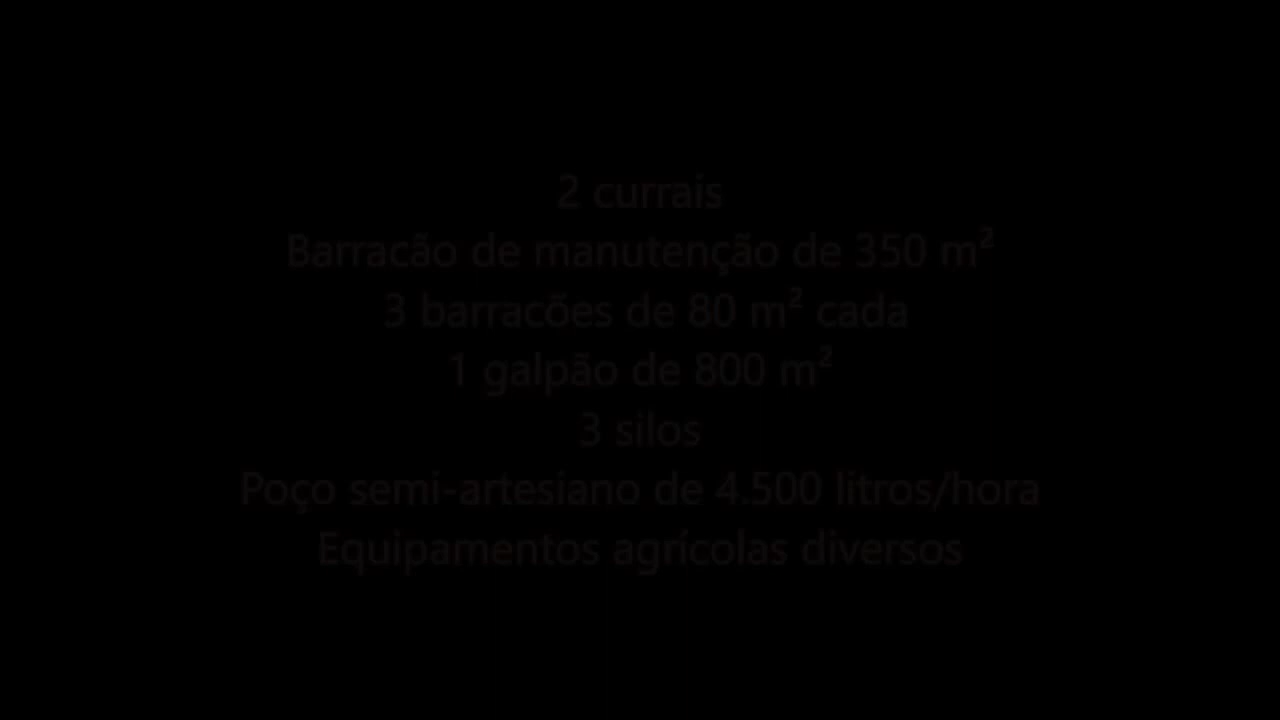 2 currais
Barracão de manutenção de 350 m²
3 barracões de 80 m² cada
1 galpão de 800 m²
3 silos
Poço semi-artesiano de 4.500 litros/hora
Equipamentos agrícolas diversos